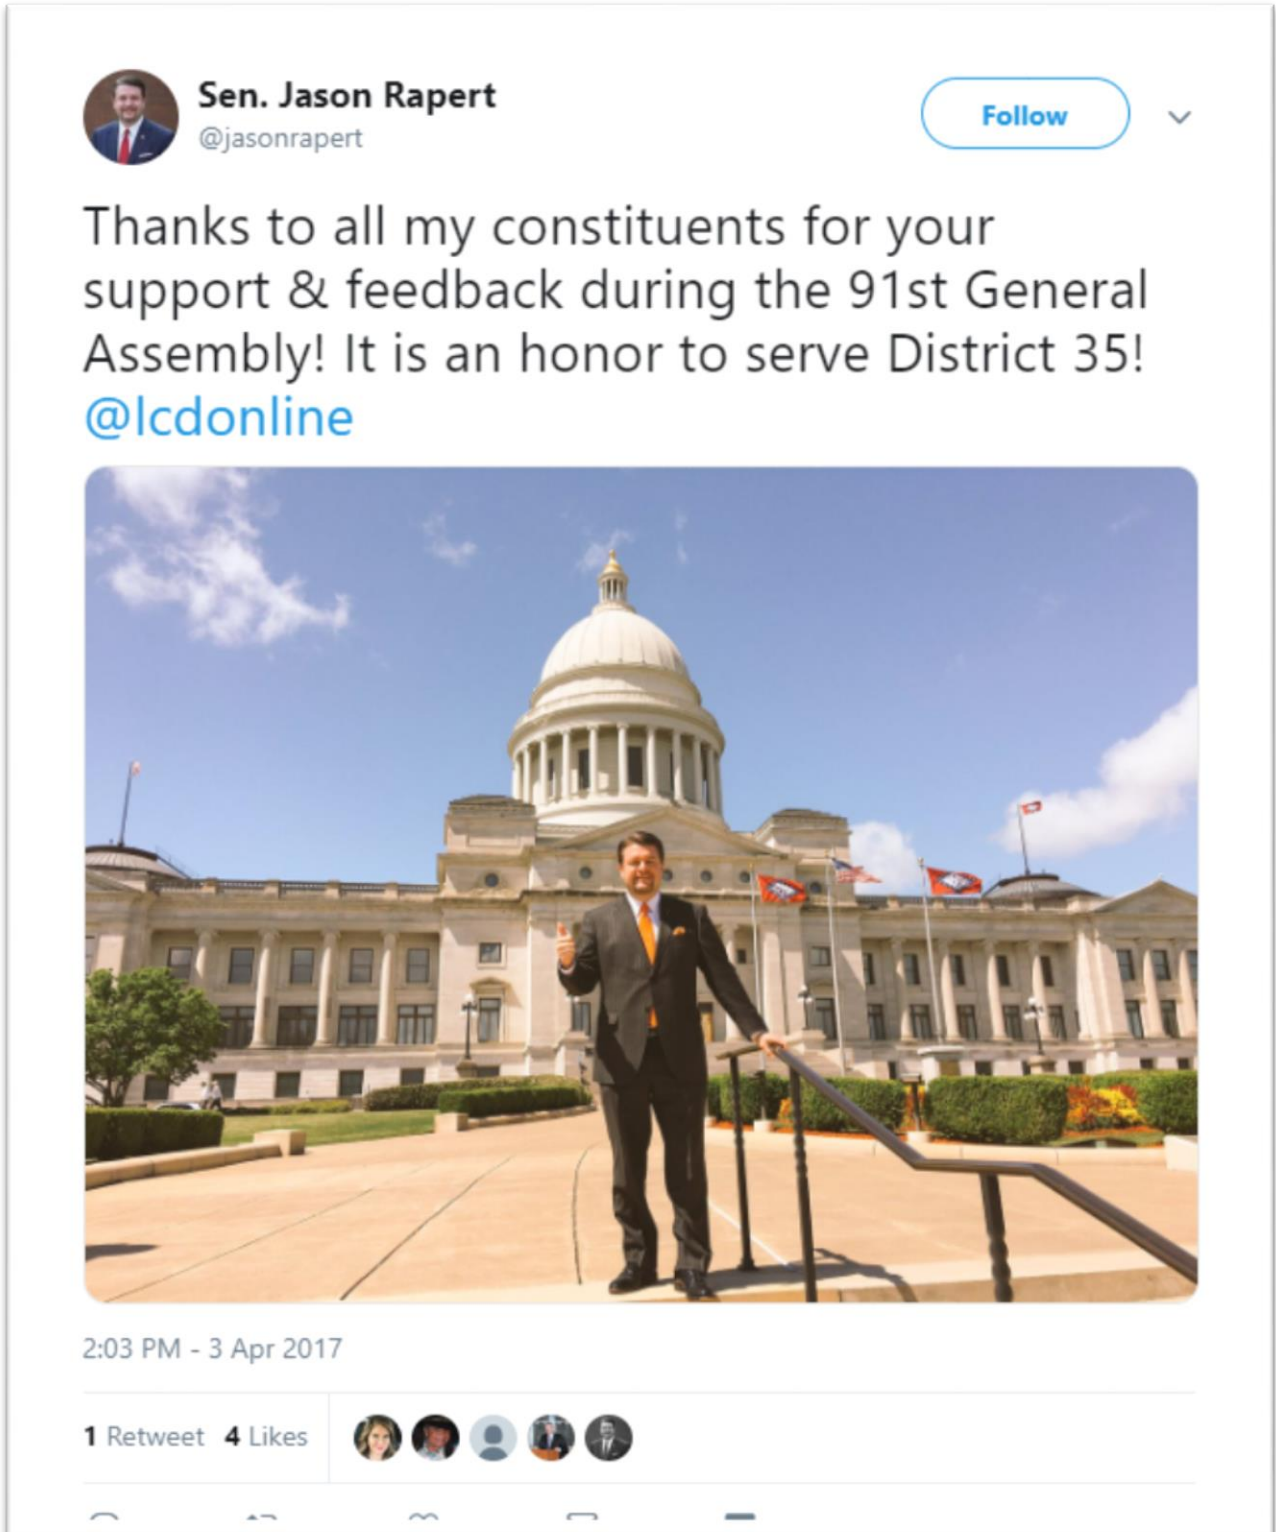 Sen. Jason Rapert
@jasonrapert
Follow
Thanks to all my constituents for your
support & feedback during the 91st General
Assembly! It is an honor to serve District 35!
@lcdonline
2:03 PM - 3 Apr 2017
1 Retweet 4 Likes